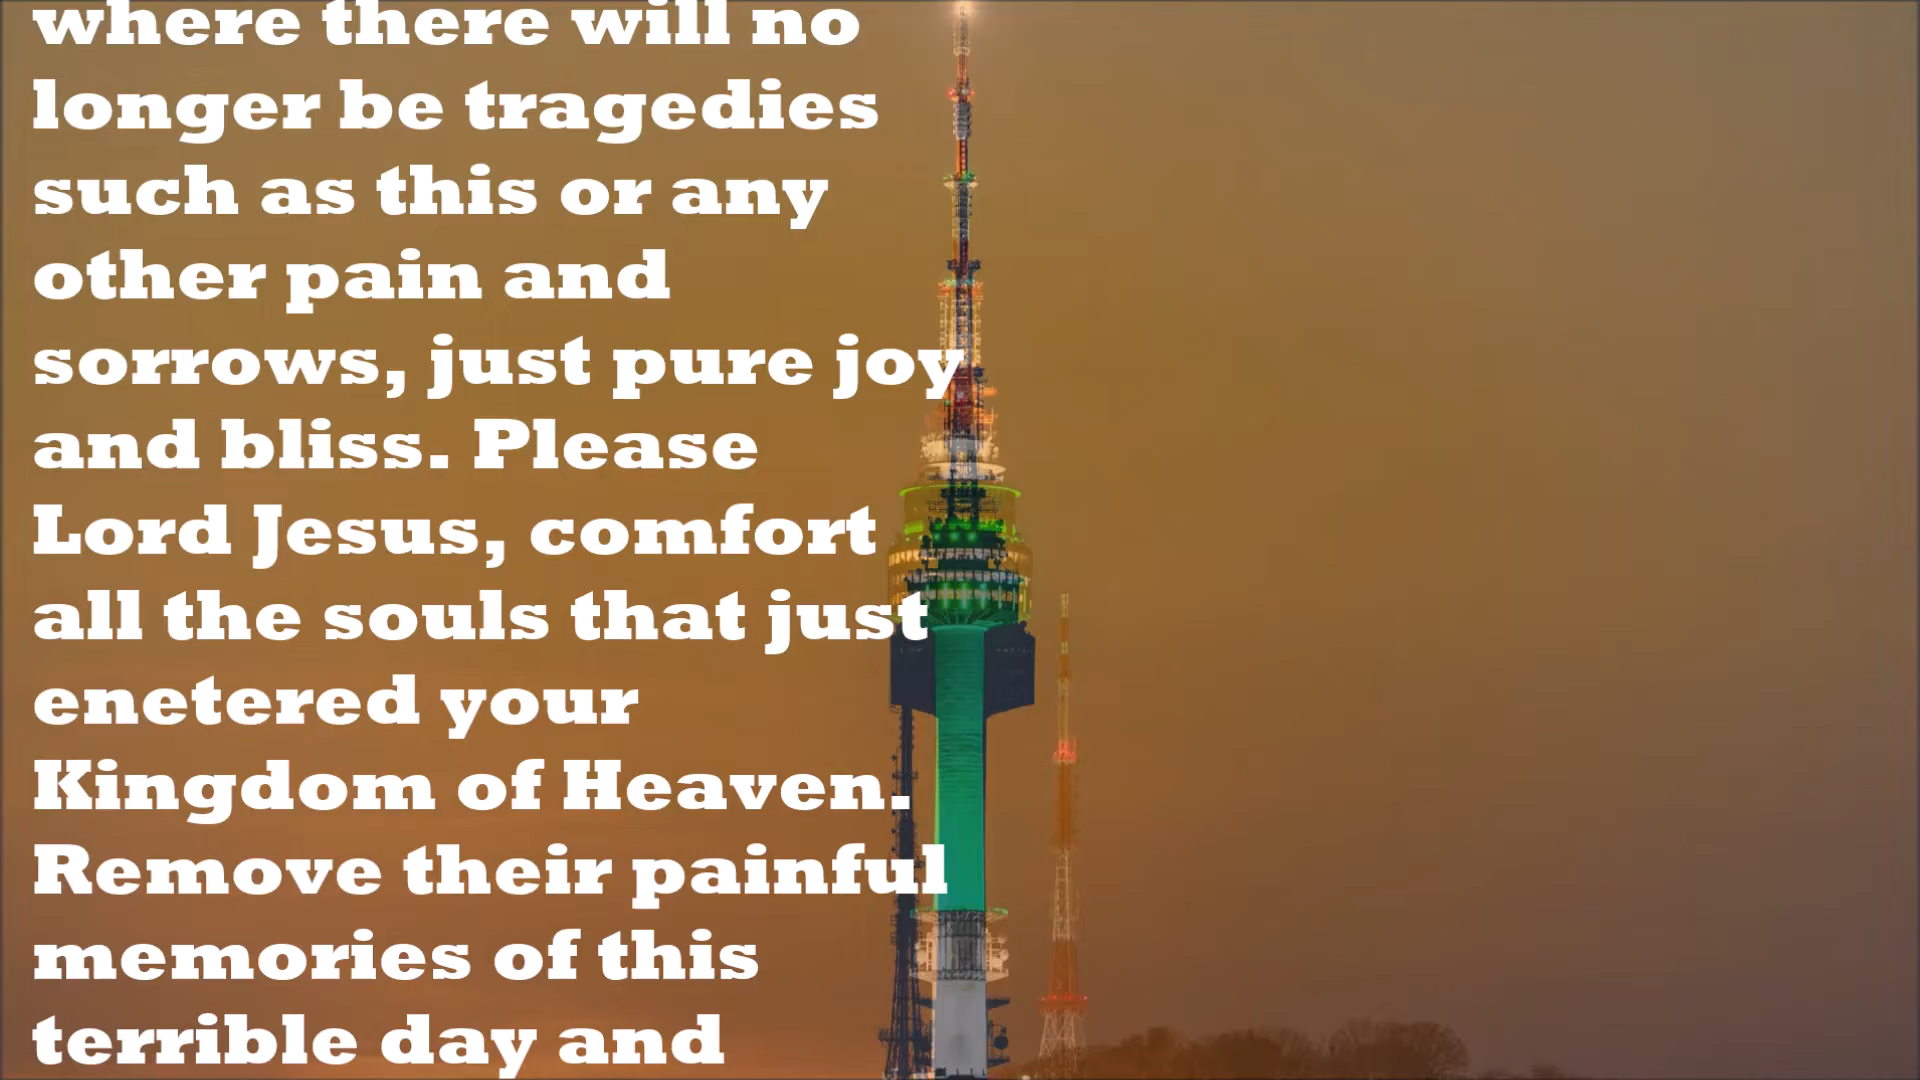 where there will no
longer be tragedies
such as this or any
other pain and
sorrows, just pure joy
and bliss. Please
Lord Jesus, comfort
all the souls that just
enetered your
Kingdom of Heaven.
Remove their painful
memories of this
terrible day and